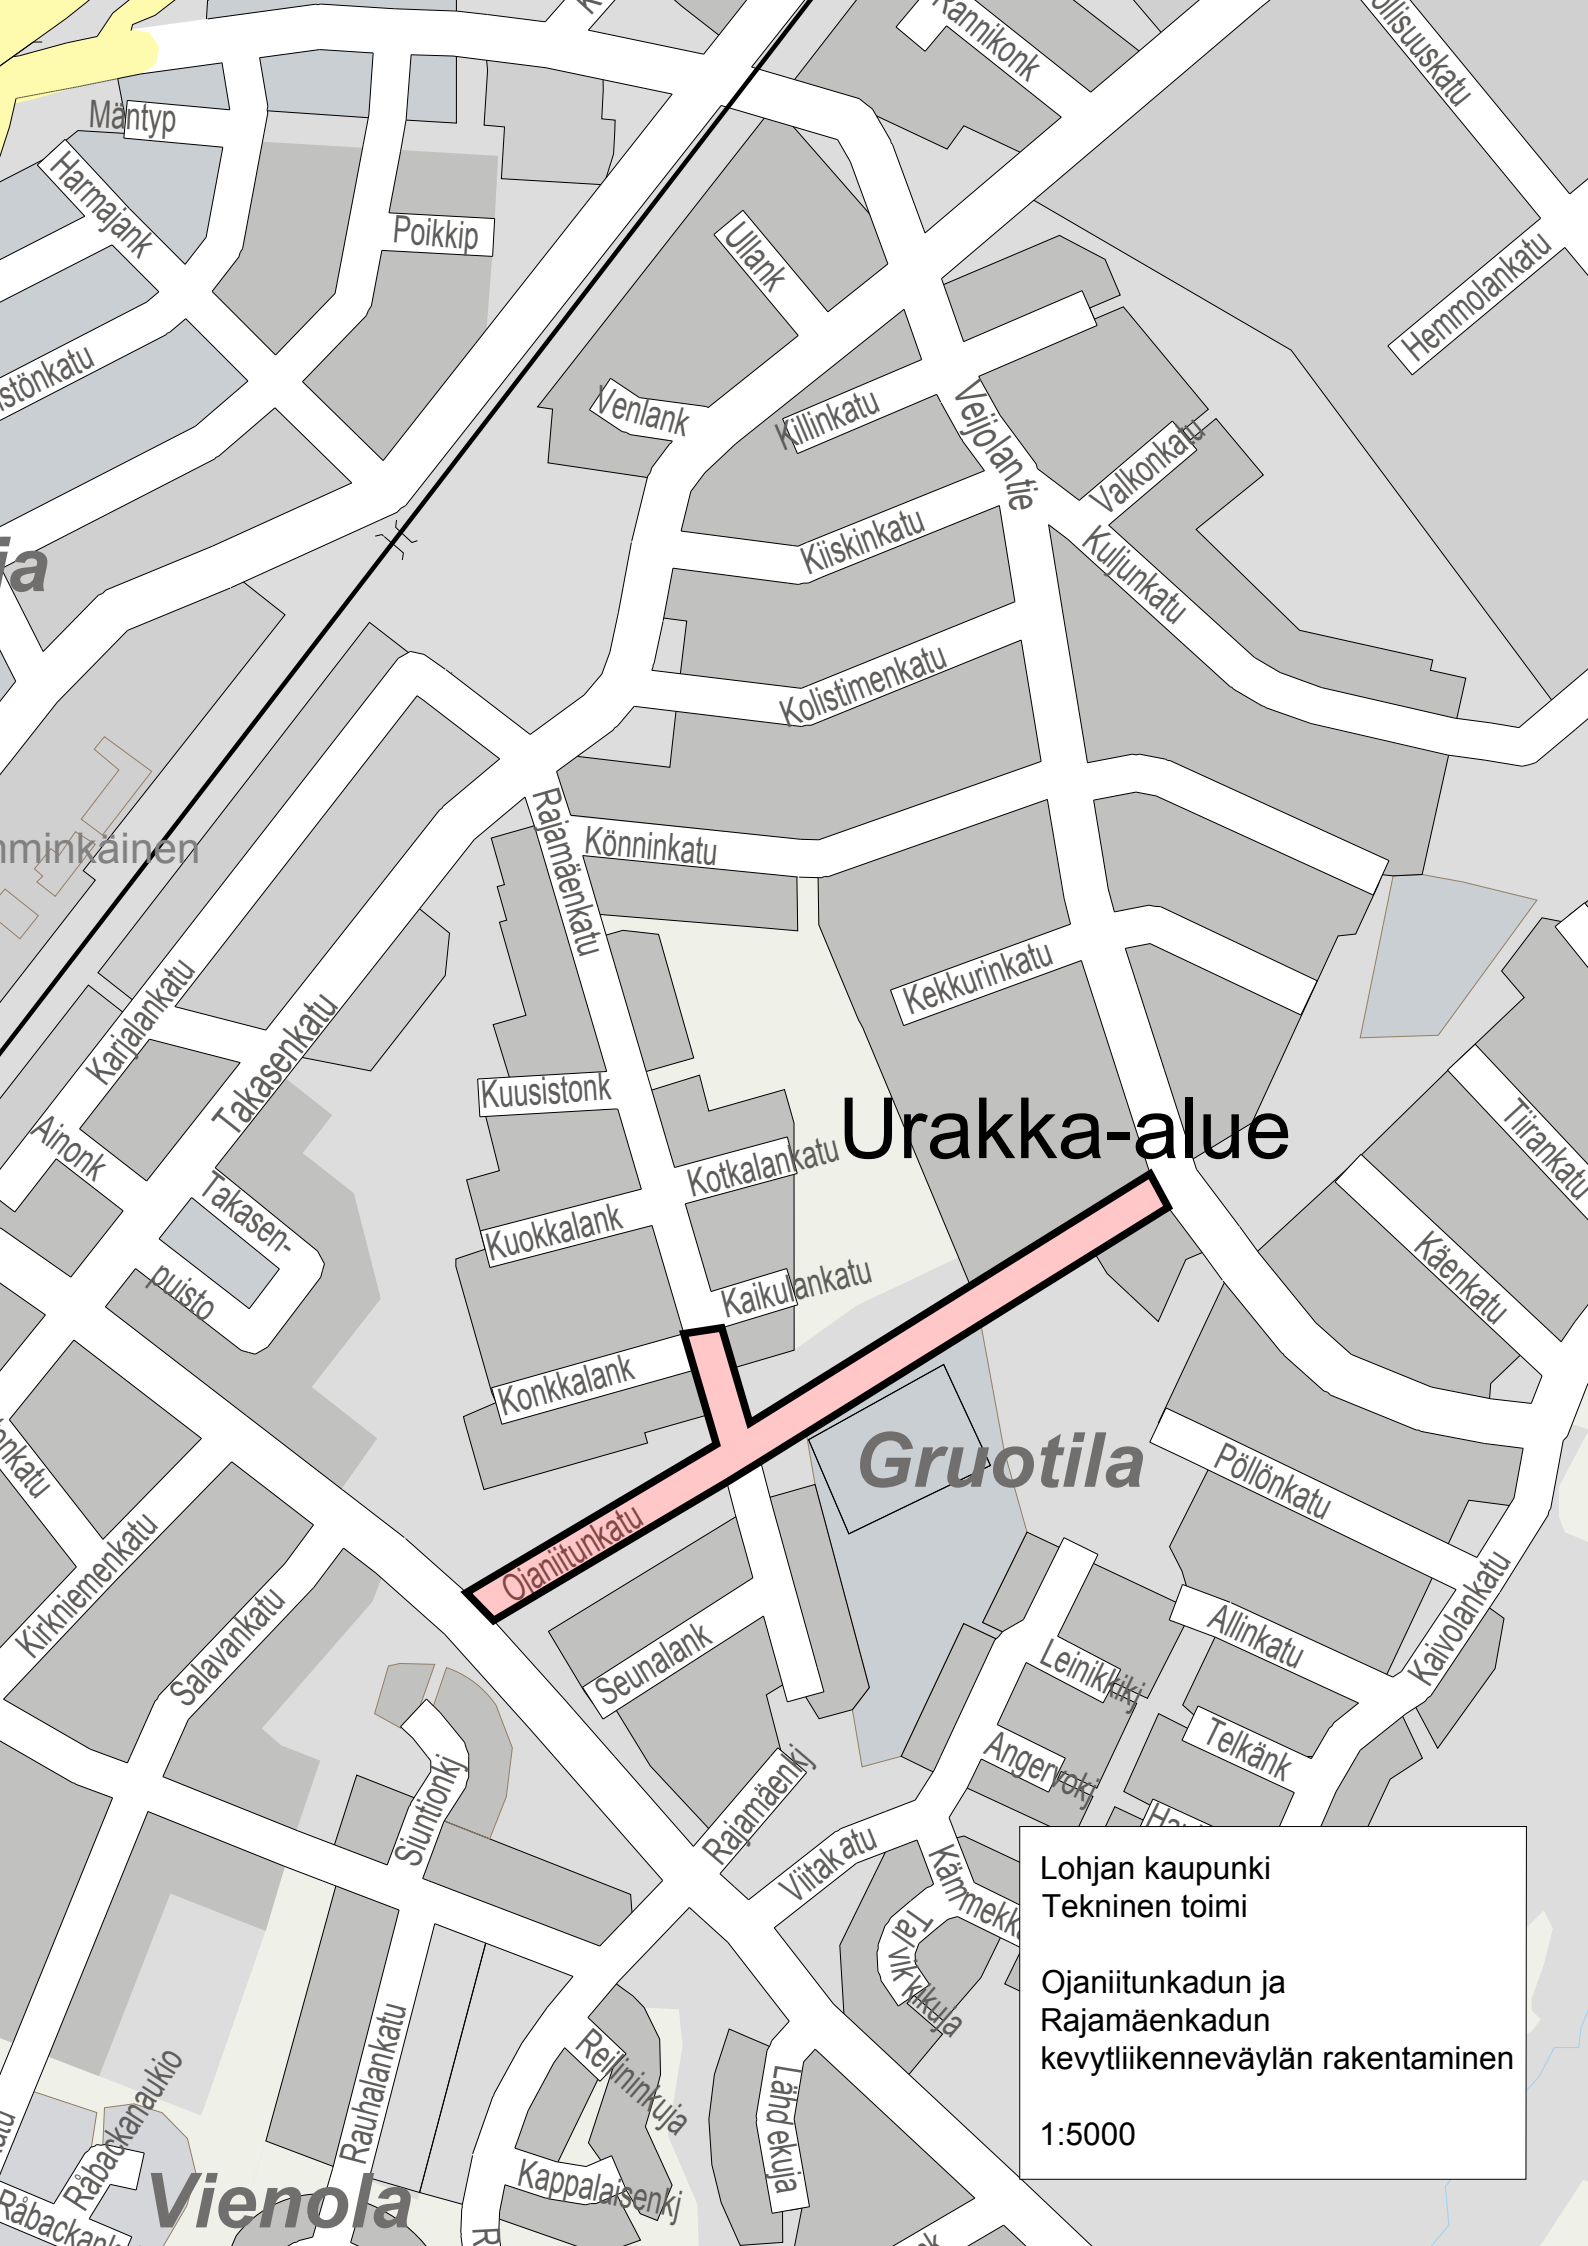 Rannikonk
Mäntyp
Harmajank
Poikkip
Ullank
Hemmolankatu
Venlank
Killinkatu
Veijolantie
Valkonkatu
Kiiskinkatu
Kuljunkatu
Kolistimenkatu
Rajamäenkatu
Könninkatu
Karjalankatu
Takasenkatu
Kekkurinkatu
Kuusistonk
Urakka-alue
Tiirankatu
Ainonk
Kotkalankatu
Takasen-
puisto
Kuokkalank
Käenkatu
Kaikulankatu
Konkkalank
Gruotila
Pöllönkatu
Ojaniitunkatu
Kirkniemenkatu
Salavankatu
Seunalank
Allinkatu
Kaivolankatu
Leinikkikj
Angervokj
Telkänk
Siuntionkj
Rajamäenkj
Viitakatu
Tarvikkikuja
Lohjan kaupunki
Tekninen toimi
Ojaniitunkadun ja
Rajamäenkadun
kevytliikenneväylän rakentaminen
1:5000
Rauhalankatu
Reilininkuja
Lähdekuja
Råbackanaukio
Kappalaisenkj
Vienola